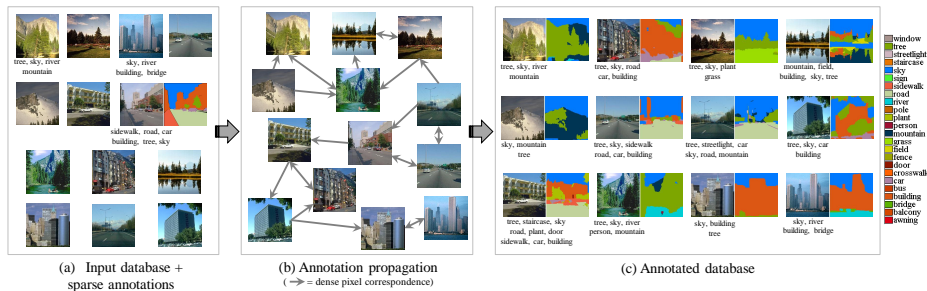 tree, sky, river
mountain
sky, river
building, bridge
sidewalk, road, car
building, tree, sky
(a) Input database +
sparse annotations
(b) Annotation propagation
( = dense pixel correspondence)
tree, sky, river
mountain
tree, sky, road
car, building
tree, sky, plant
grass
mountain, field,
building, sky, tree
sky, mountain
tree
tree, sky, sidewalk
road, car, building
tree, streetlight, car
sky, road, mountain
tree, sky, car
building
tree, staircase, sky
road, plant, door
sidewalk, car, building
tree, sky, river
person, mountain
sky, building
tree
sky, river
building, bridge
(c) Annotated database
window
tree
streetlight
staircase
sky
sign
sidewalk
road
river
pole
plant
person
mountain
grass
field
fence
door
crosswalk
car
bus
building
bridge
balcony
awning